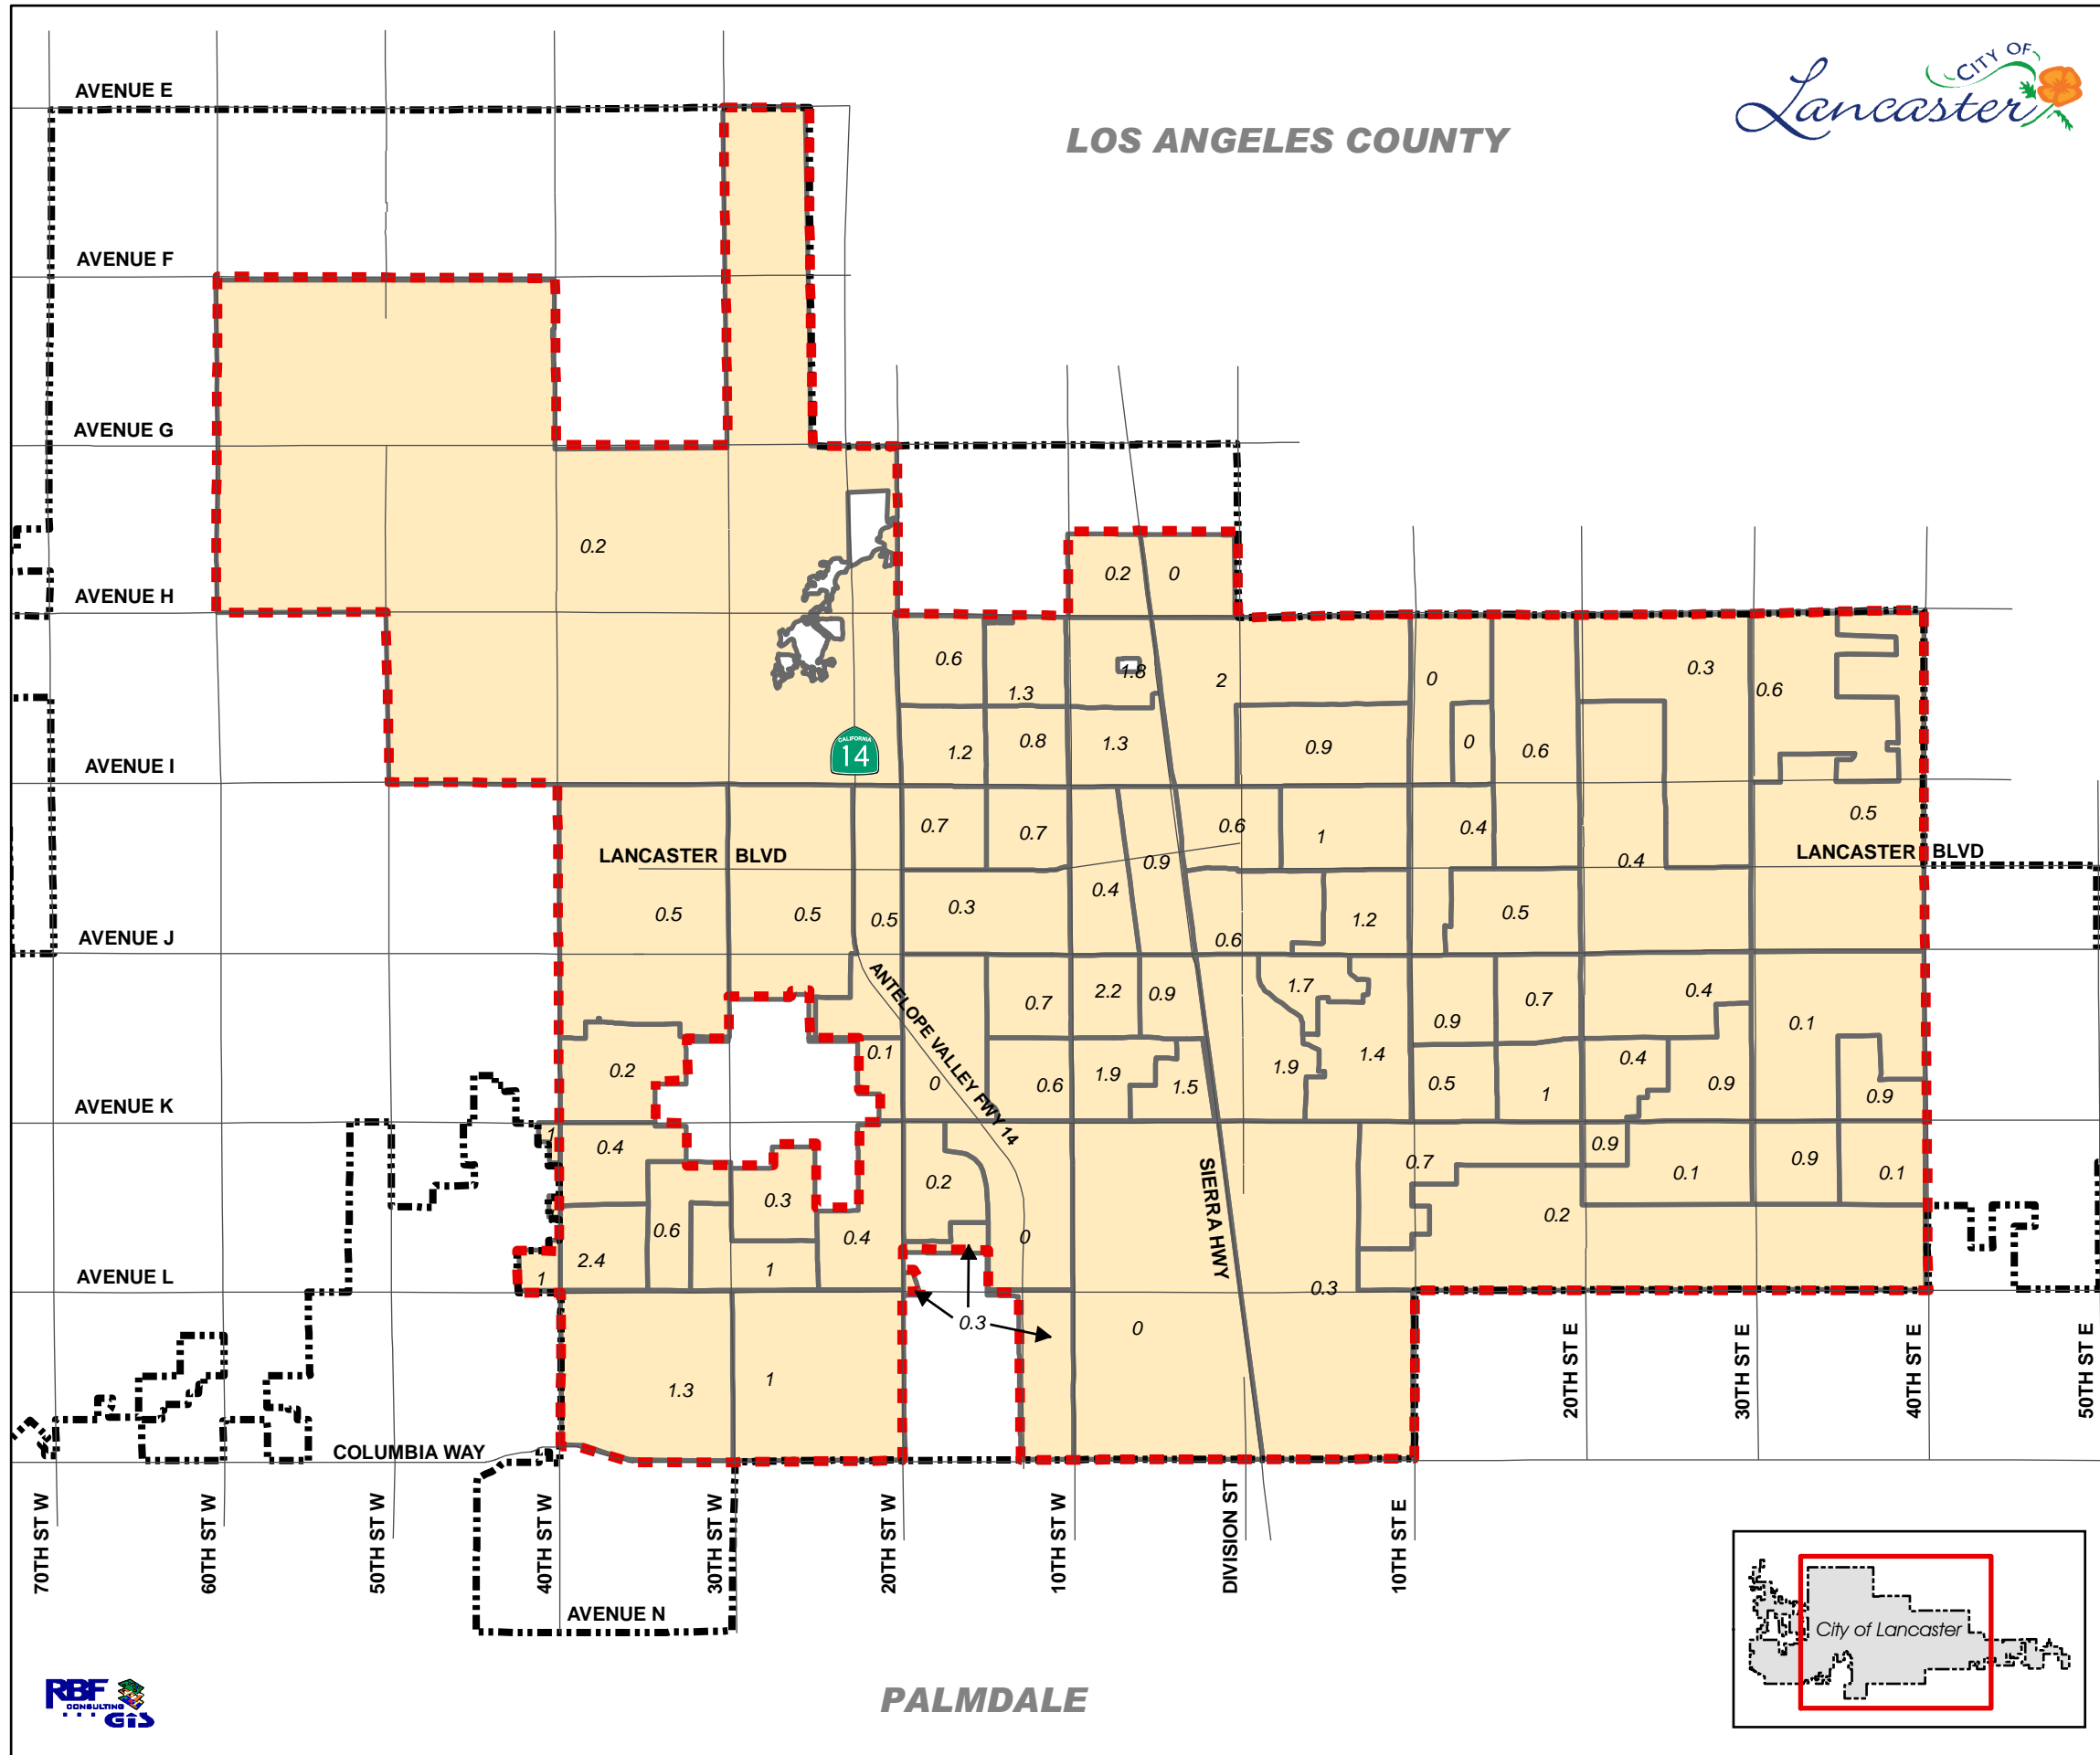 AVENUE E
CITY OF
Lancaster
LOS ANGELES COUNTY
AVENUE F
AVENUE G
0.2
0.2
0
AVENUE H
0.6
1.3
1.8
2
0
0.3
0.6
CALIFORNIA
14
1.2
0.8
1.3
0.9
0
0.6
AVENUE I
0.7
0.7
0.6
1
0.4
0.5
LANCASTER BLVD
0.9
0.4
LANCASTER BLVD
0.5
0.5
0.5
0.3
0.4
0.6
1.2
0.5
AVENUE J
ANTELOPE VALLEY FWY 14
0.7
2.2
0.9
1.7
0.9
0.7
0.4
0.1
0.2
0.1
0
0.6
1.9
1.5
1.9
1.4
0.5
1
0.4
0.9
0.9
AVENUE K
1
0.4
0.3
0.2
0.7
0.9
0.1
0.9
0.1
SIERRA HWY
0.6
0.4
0
0.2
2.4
1
1
0.3
AVENUE L
0.3
0
1.3
1
COLUMBIA WAY
70TH ST W
60TH ST W
50TH ST W
40TH ST W
30TH ST W
20TH ST W
10TH ST W
DIVISION ST
10TH ST E
20TH ST E
30TH ST E
40TH ST E
50TH ST E
AVENUE N
City of Lancaster
RBF
CONSULTING
GIS
PALMDALE